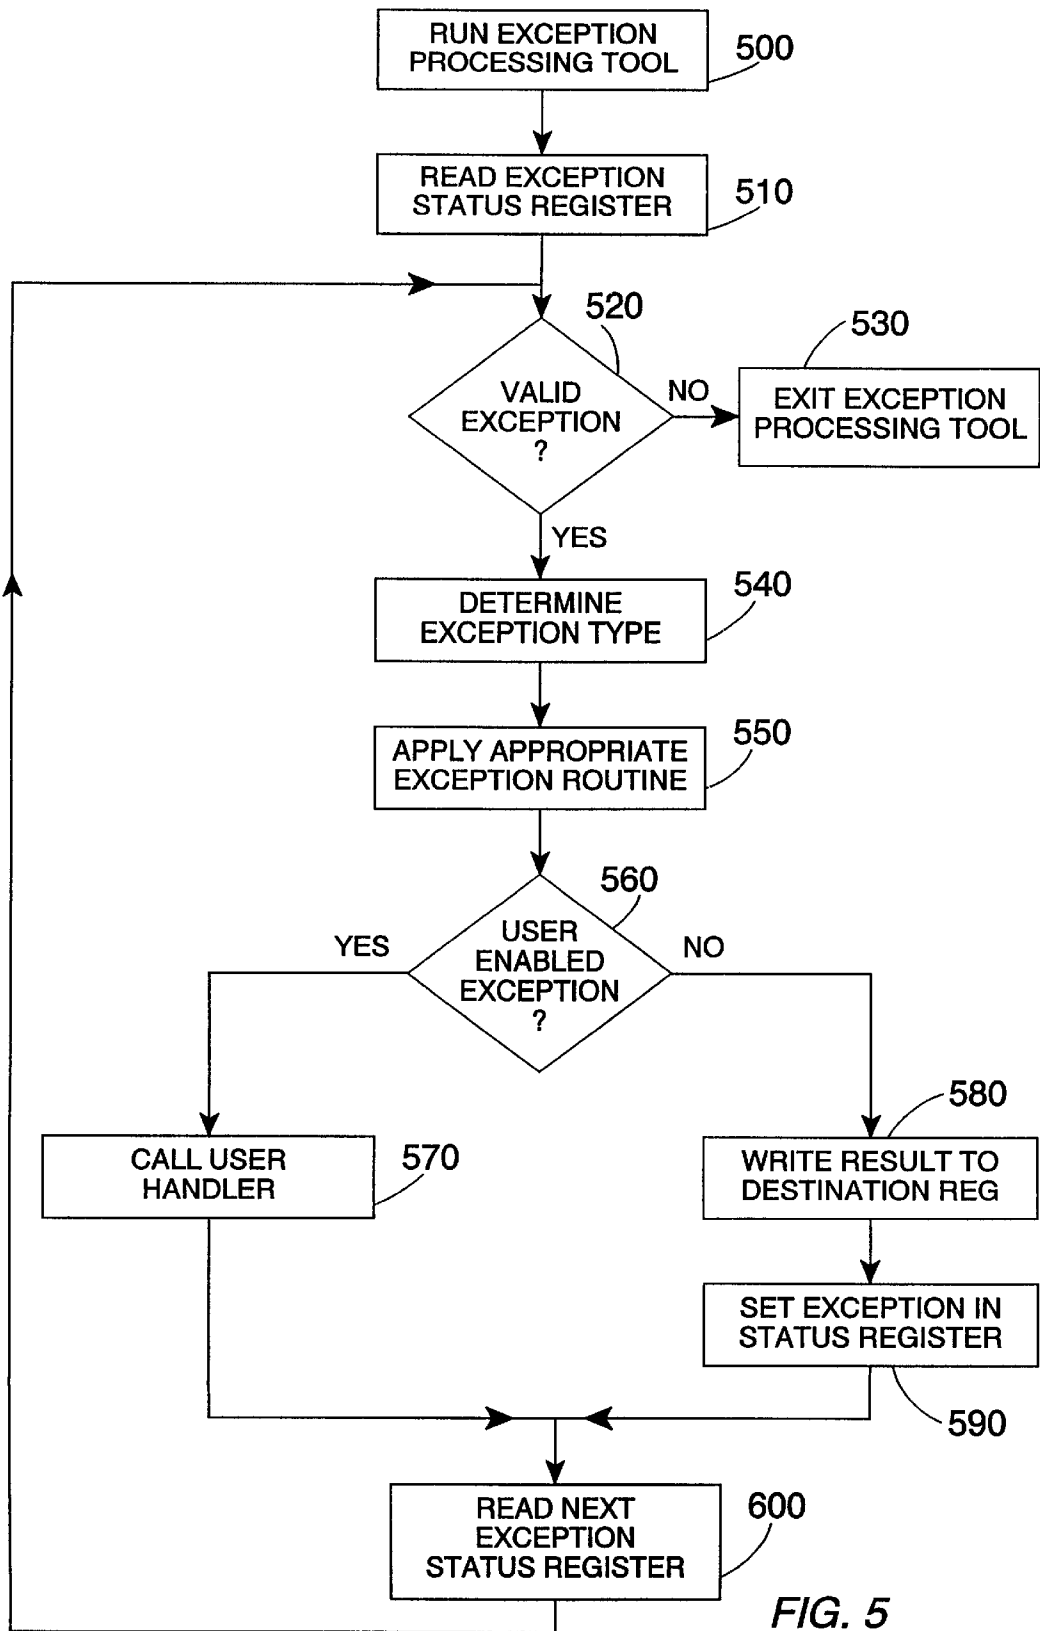 RUN EXCEPTION
PROCESSING TOOL
500
READ EXCEPTION
STATUS REGISTER
510
520
VALID
EXCEPTION
?
NO
530
EXIT EXCEPTION
PROCESSING TOOL
YES
540
DETERMINE
EXCEPTION TYPE
550
APPLY APPROPRIATE
EXCEPTION ROUTINE
560
USER
ENABLED
EXCEPTION
?
YES
NO
CALL USER
HANDLER
570
580
WRITE RESULT TO
DESTINATION REG
SET EXCEPTION IN
STATUS REGISTER
590
READ NEXT
EXCEPTION
STATUS REGISTER
600
FIG. 5